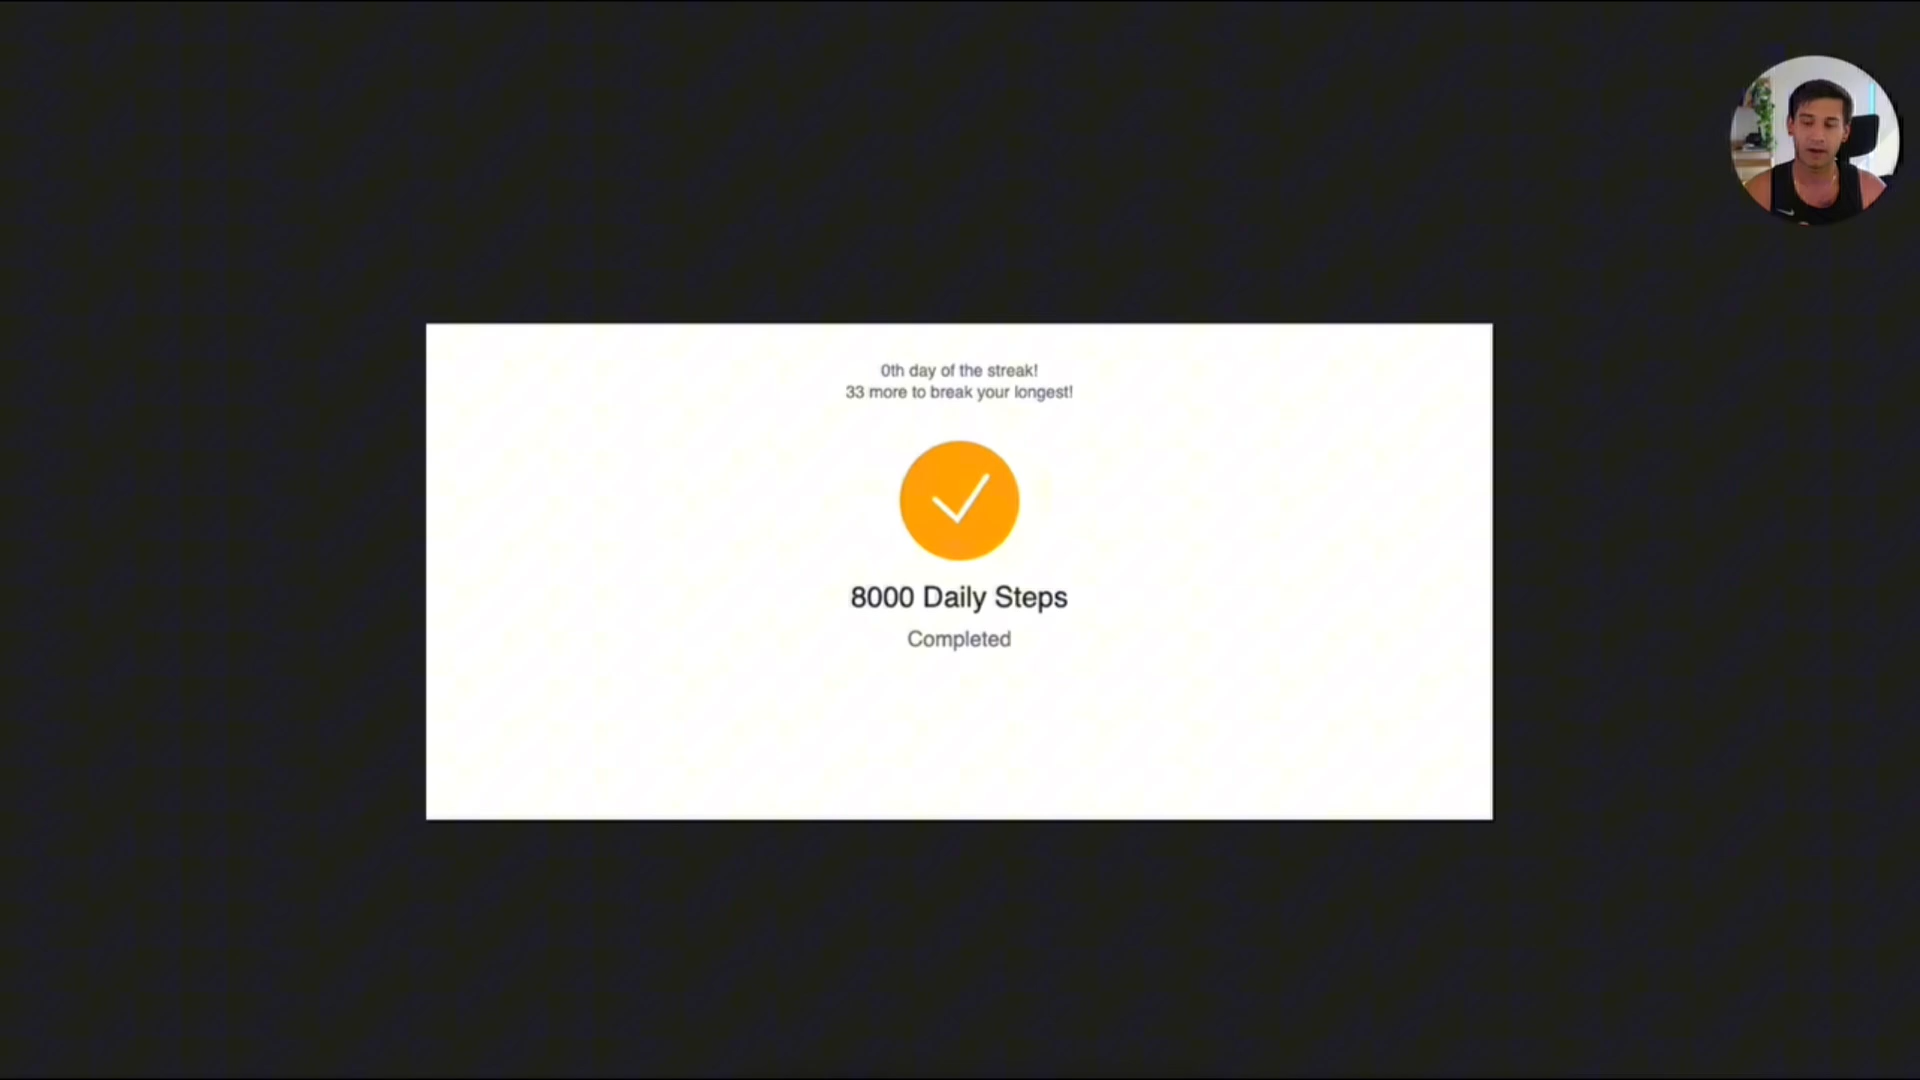 0th day of the streak!
33 more to break your longest!
8000 Daily Steps
Completed